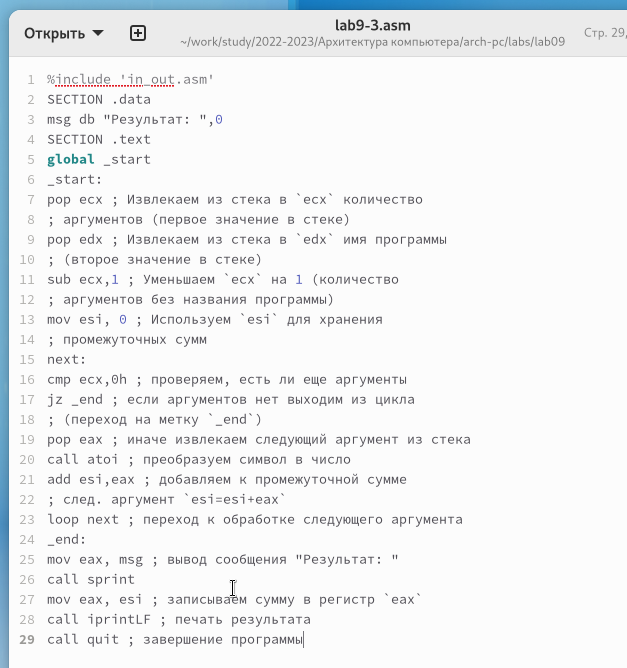 Открыть
lab9-3.asm
~/work/study/2022-2023/Архитектура компьютера/arch-pc/labs/lab09
Стр. 29,
1 %include 'in_out.asm'
2 SECTION .data
3 msg db "Результат: ",0
4 SECTION .text
5 global _start
6 _start:
7 pop ecx ; Извлекаем из стека в `ecx` количество
8 ; аргументов (первое значение в стеке)
9 pop edx ; Извлекаем из стека в `edx` имя программы
10 ; (второе значение в стеке)
11 sub ecx,1 ; Уменьшаем `ecx` на 1 (количество
12 ; аргументов без названия программы)
13 mov esi, 0 ; Используем `esi` для хранения
14 ; промежуточных сумм
15 next:
16 cmp ecx,0h ; проверяем, есть ли еще аргументы
17 jz _end ; если аргументов нет выходим из цикла
18 ; (переход на метку `_end`)
19 pop eax ; иначе извлекаем следующий аргумент из стека
20 call atoi ; преобразуем символ в число
21 add esi,eax ; добавляем к промежуточной сумме
22 ; след. аргумент `esi=esi+eax`
23 loop next ; переход к обработке следующего аргумента
24 _end:
25 mov eax, msg ; вывод сообщения "Результат: "
26 call sprint
27 mov eax, esi ; записываем сумму в регистр `eax`
28 call iprintLF ; печать результата
29 call quit ; завершение программы